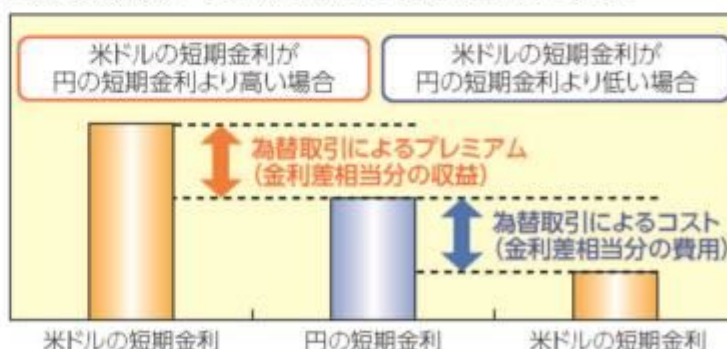 米ドルの短期金利が
円の短期金利より高い場合
米ドルの短期金利が
円の短期金利より低い場合
為替取引によるプレミアム
(金利差相当分の収益)
為替取引によるコスト
(金利差相当分の費用)
米ドルの短期金利
円の短期金利
米ドルの短期金利